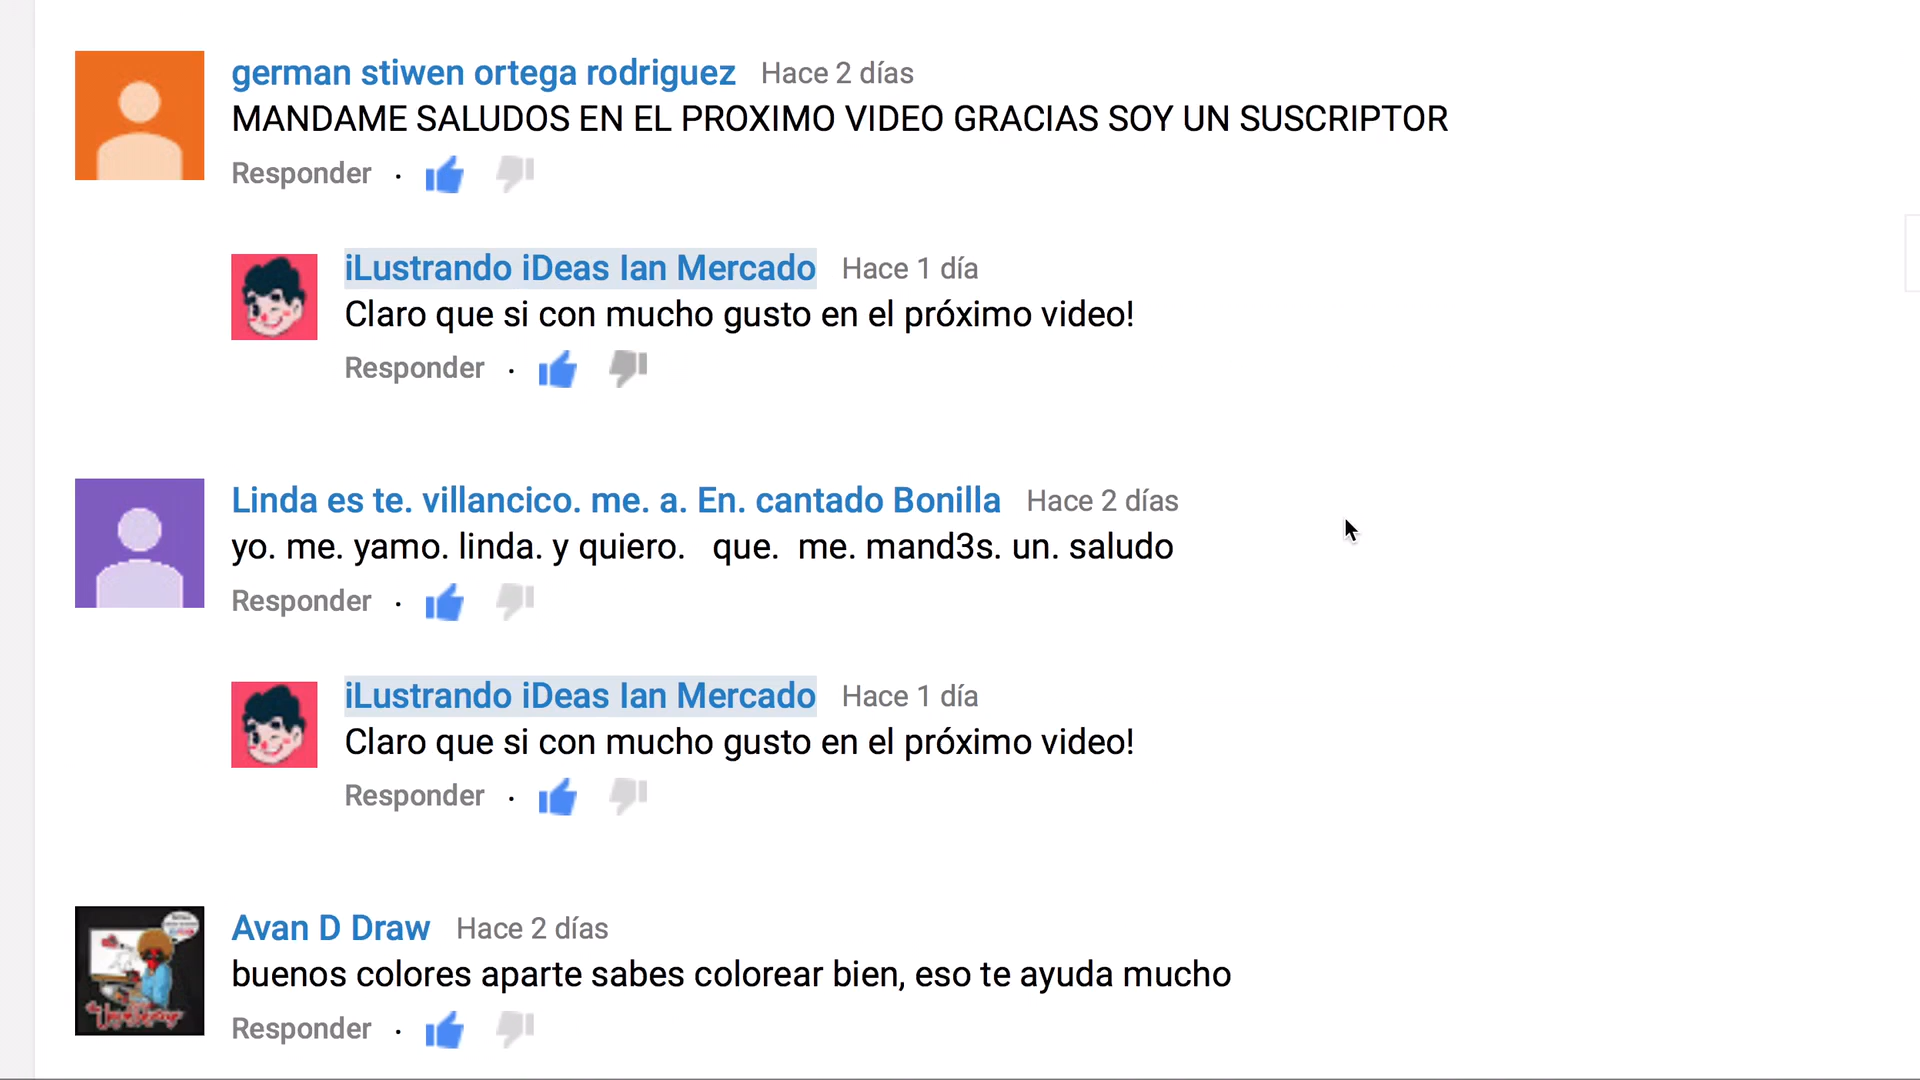 german stiwen ortega rodriguez Hace 2 días
MANDAME SALUDOS EN EL PROXIMO VIDEO GRACIAS SOY UN SUSCRIPTOR
Responder ·
iLustrando iDeas Ian Mercado Hace 1 día
Claro que si con mucho gusto en el próximo video!
Responder ·
Linda es te. villancico. me. a. En. cantado Bonilla Hace 2 días
yo. me. yamo. linda. y quiero.   que.  me. mand3s. un. saludo
Responder ·
iLustrando iDeas Ian Mercado Hace 1 día
Claro que si con mucho gusto en el próximo video!
Responder ·
Avan D Draw Hace 2 días
buenos colores aparte sabes colorear bien, eso te ayuda mucho
Responder ·